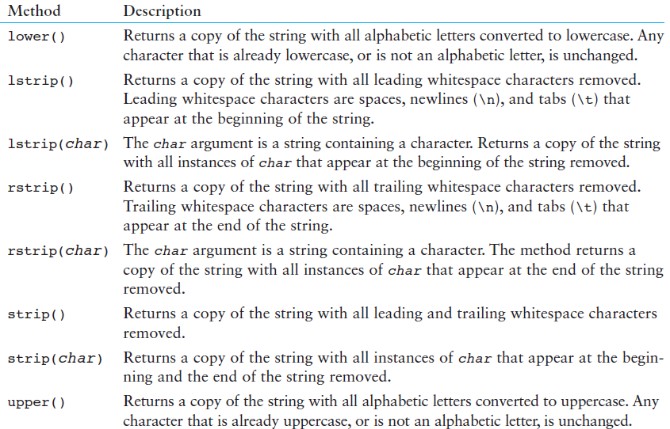 Method Description
lower() Returns a copy of the string with all alphabetic letters converted to lowercase. Any
character that is already lowercase, or is not an alphabetic letter, is unchanged.
lstrip() Returns a copy of the string with all leading whitespace characters removed.
Leading whitespace characters are spaces, newlines (\n), and tabs (\t) that
appear at the beginning of the string.
lstrip(char) The char argument is a string containing a character. Returns a copy of the string
with all instances of char that appear at the beginning of the string removed.
rstrip() Returns a copy of the string with all trailing whitespace characters removed.
Trailing whitespace characters are spaces, newlines (\n), and tabs (\t) that
appear at the end of the string.
rstrip(char) The char argument is a string containing a character. The method returns a
copy of the string with all instances of char that appear at the end of the string
removed.
strip() Returns a copy of the string with all leading and trailing whitespace characters
removed.
strip(char) Returns a copy of the string with all instances of char that appear at the begin-
ning and the end of the string removed.
upper() Returns a copy of the string with all alphabetic letters converted to uppercase. Any
character that is already uppercase, or is not an alphabetic letter, is unchanged.